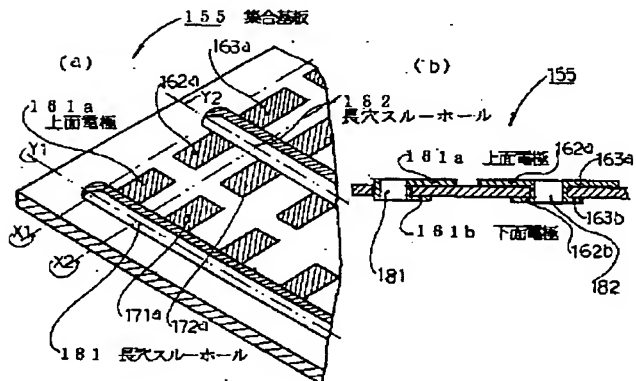 155 集合基板
(a)
163a
(b)
162a
Y2
182
長穴スルーホール
155
161a
上面電極
Y1
181a 上面電極
162a
163a
X1
X2
181
161b 下面電極
163b
162b
182
171a
172a
181 長穴スルーホール